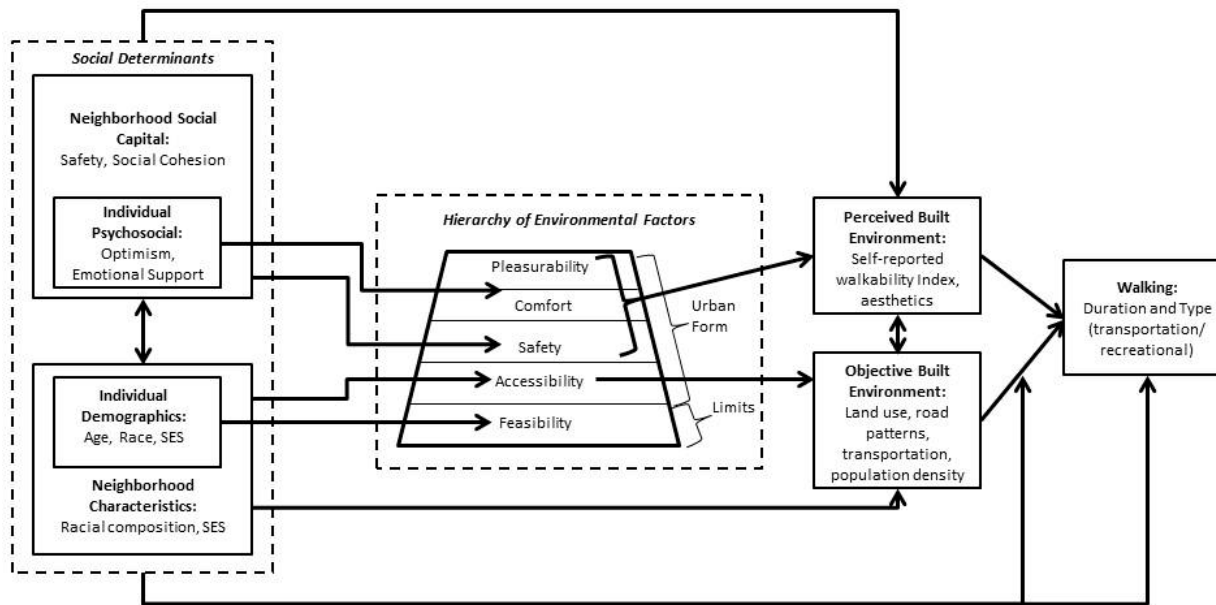 Social Determinants
Neighborhood Social
Capital:
Safety, Social Cohesion
Individual
Psychosocial:
Optimism,
Emotional Support
Individual
Demographics:
Age, Race, SES
Neighborhood
Characteristics:
Racial composition, SES
Hierarchy of Environmental Factors
Pleasurability
Comfort
Safety
Accessibility
Feasibility
Urban
Form
Limits
Perceived Built
Environment:
Self-reported
walkability Index,
aesthetics
Objective Built
Environment:
Land use, road
patterns,
transportation,
population density
Walking:
Duration and Type
(transportation/
recreational)